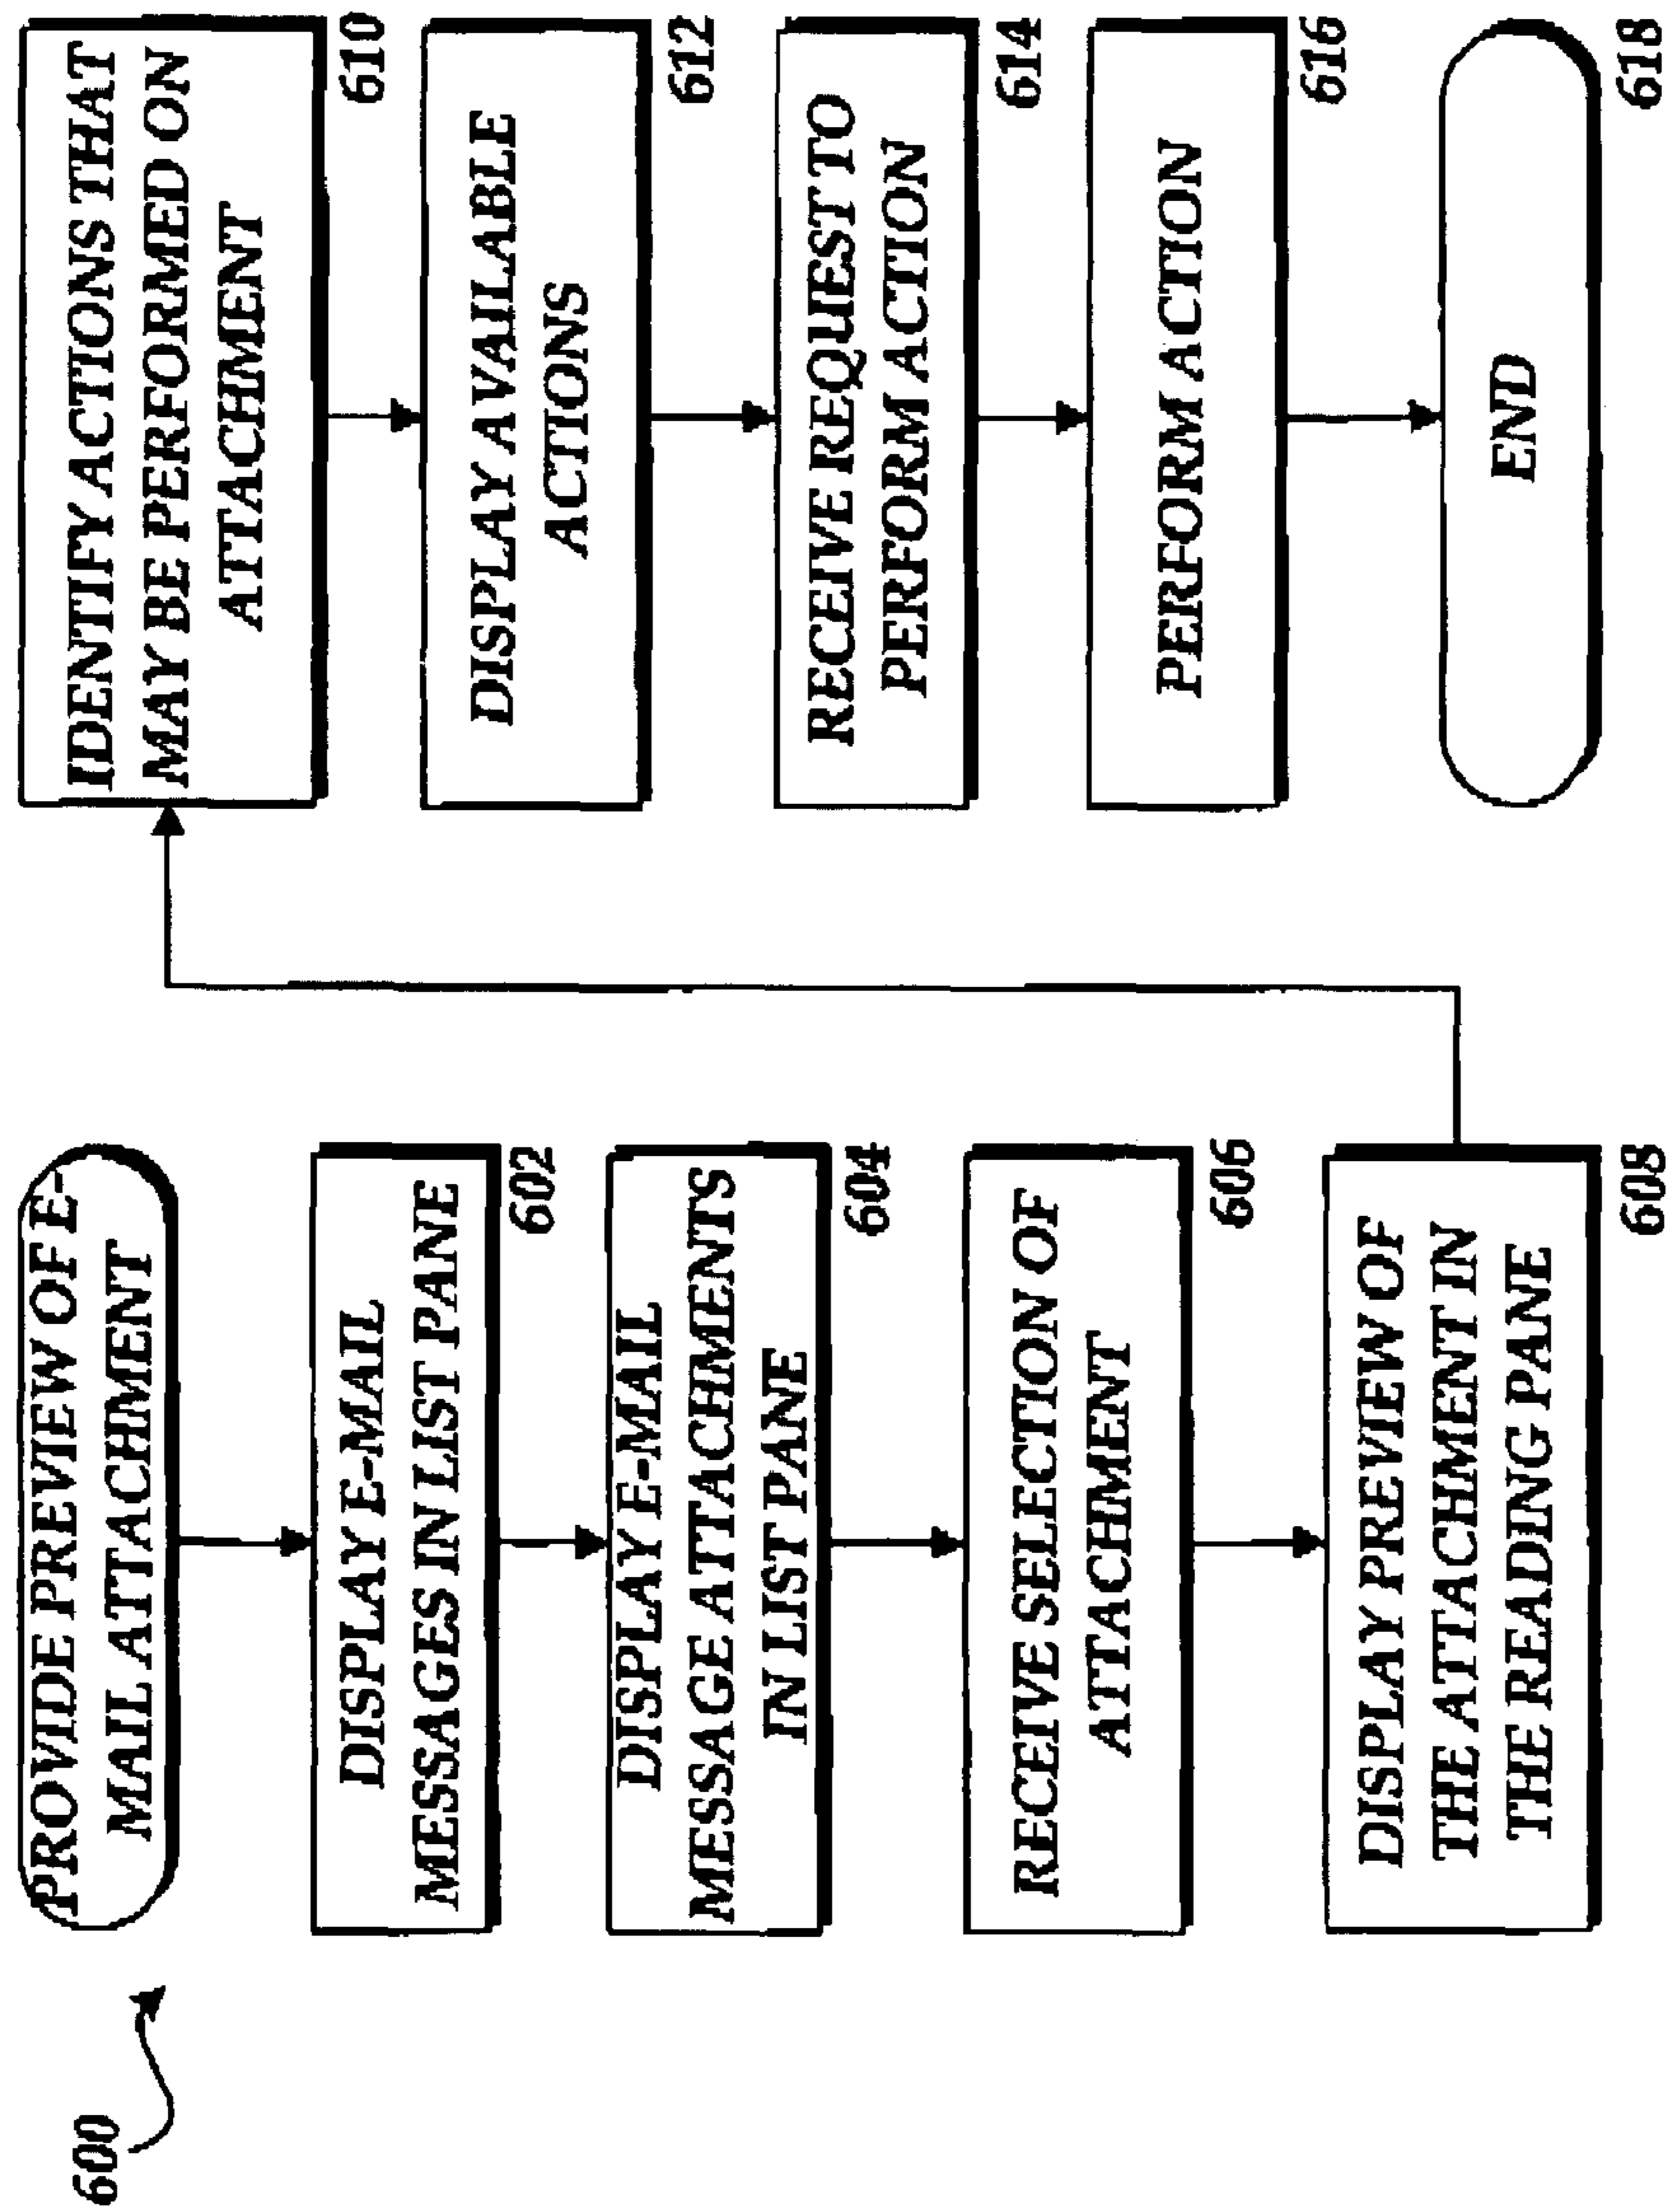 600
PROVIDE PREVIEW OF E-
MAIL ATTACHMENT
DISPLAY E-MAIL
MESSAGES IN LIST PANE
602
DISPLAY E-MAIL
MESSAGE ATTACHMENTS
IN LIST PANE
604
RECEIVE SELECTION OF
ATTACHMENT
606
DISPLAY PREVIEW OF
THE ATTACHMENT IN
THE READING PANE
608
IDENTIFY ACTIONS THAT
MAY BE PERFORMED ON
ATTACHMENT
610
DISPLAY AVAILABLE
ACTIONS
612
RECEIVE REQUEST TO
PERFORM ACTION
614
PERFORM ACTION
616
END
618